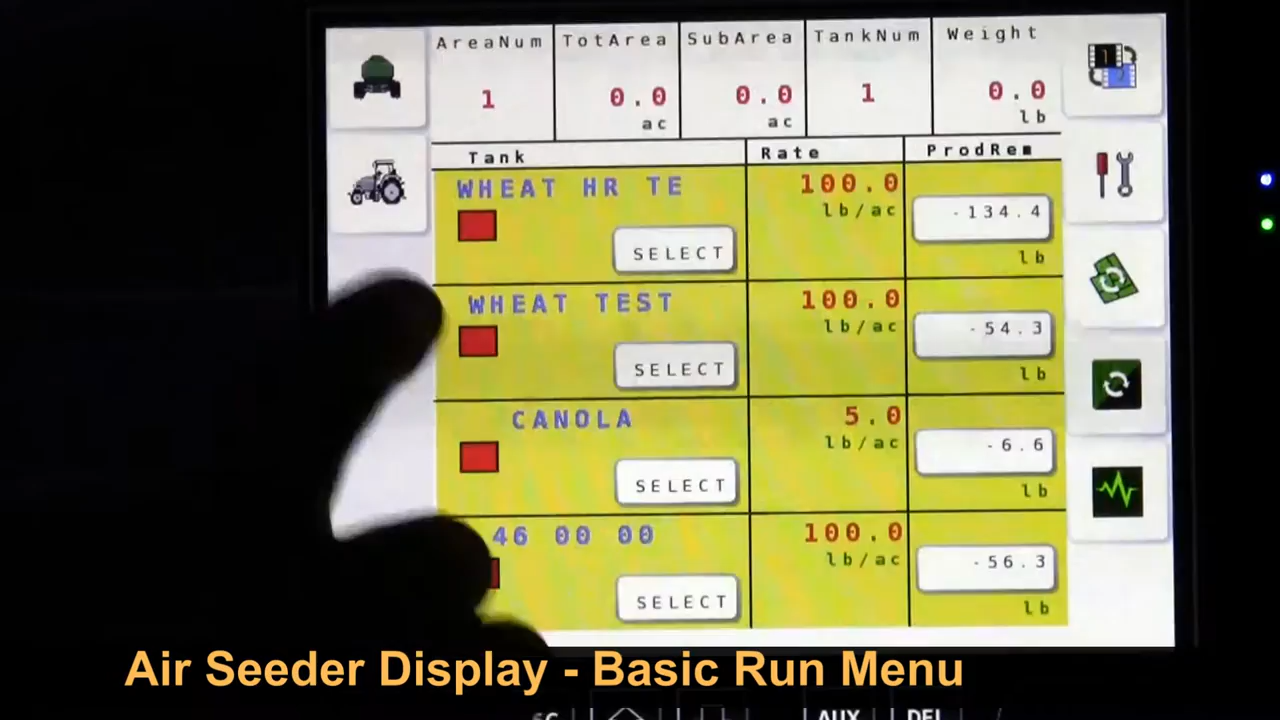 AreaNum TotArea SubArea TankNum Weight
1 0.0 0.0 1 0.0
ac ac lb
Tank Rate ProdRem
WHEAT HR TE 100.0 -134.4
lb/ac
SELECT lb
WHEAT TEST 100.0 -54.3
lb/ac
SELECT lb
CANOLA 5.0 -6.6
lb/ac
SELECT lb
46 00 00 100.0 -56.3
lb/ac
SELECT lb
Air Seeder Display - Basic Run Menu
AUX DEL